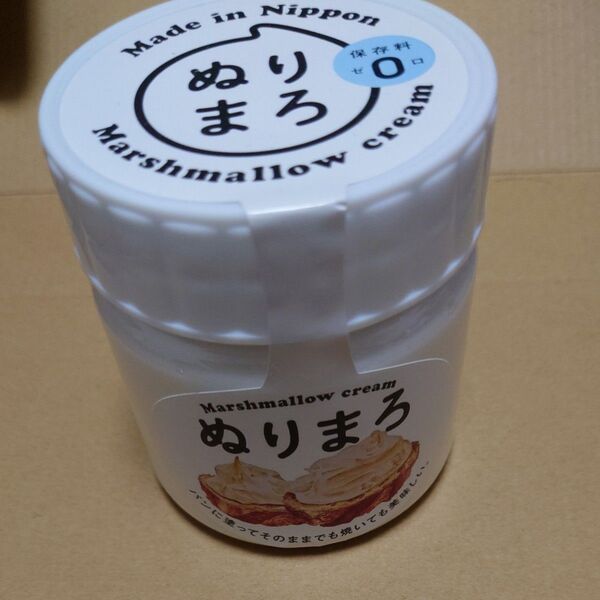 Made in Nippon
ぬり
まろ
保存料
ゼロ
0
Marshmallow cream
Marshmallow cream
ぬりまろ
パンに塗ってそのままでも焼いても美味しい。